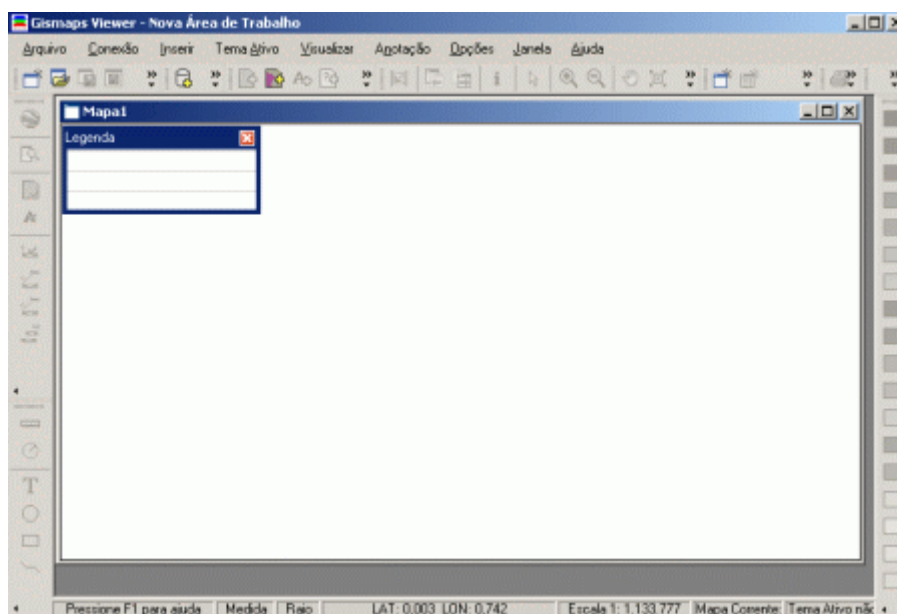 Gismaps Viewer - Nova Área de Trabalho
Arquivo Conexão Inserir Tema Ativo Visualizar Anotação Opções Janela Ajuda
Mapa1
Legenda
Pressione F1 para ajuda Medida Raio LAT: 0.003 LON: 0.742 Escala 1: 1.133.777 Mapa Corrente: Tema Ativo nã